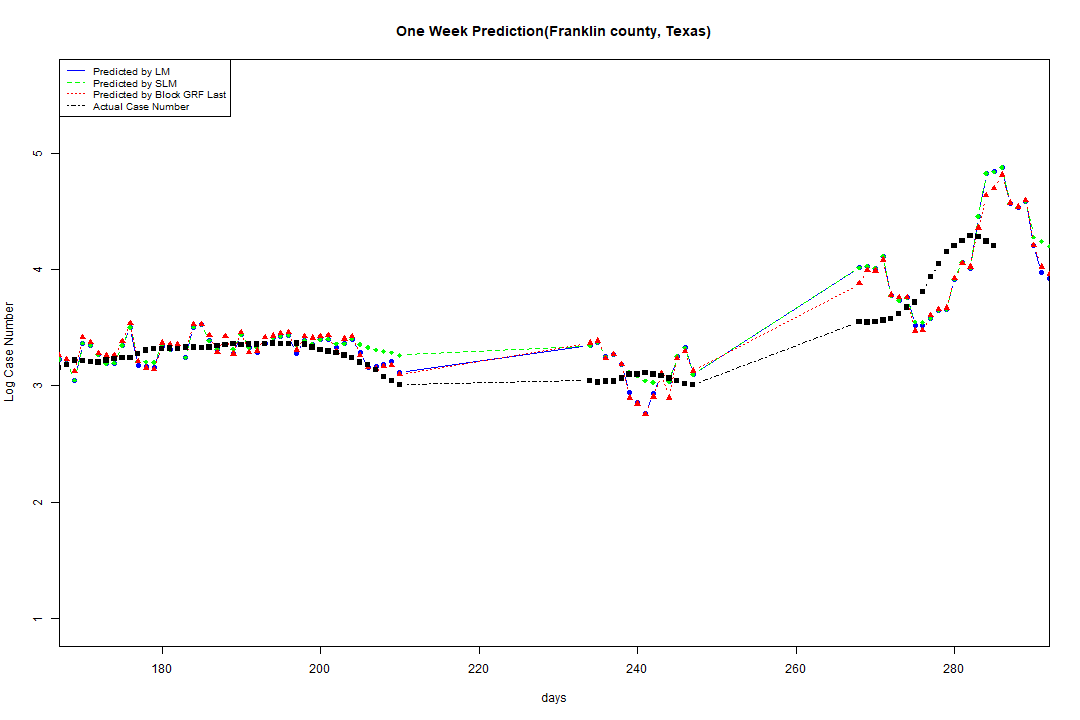 One Week Prediction(Franklin county, Texas)
Predicted by LM
Predicted by SLM
Predicted by Block GRF Last
Actual Case Number
5
4
3
2
1
Log Case Number
180 200 220 240 260 280
days